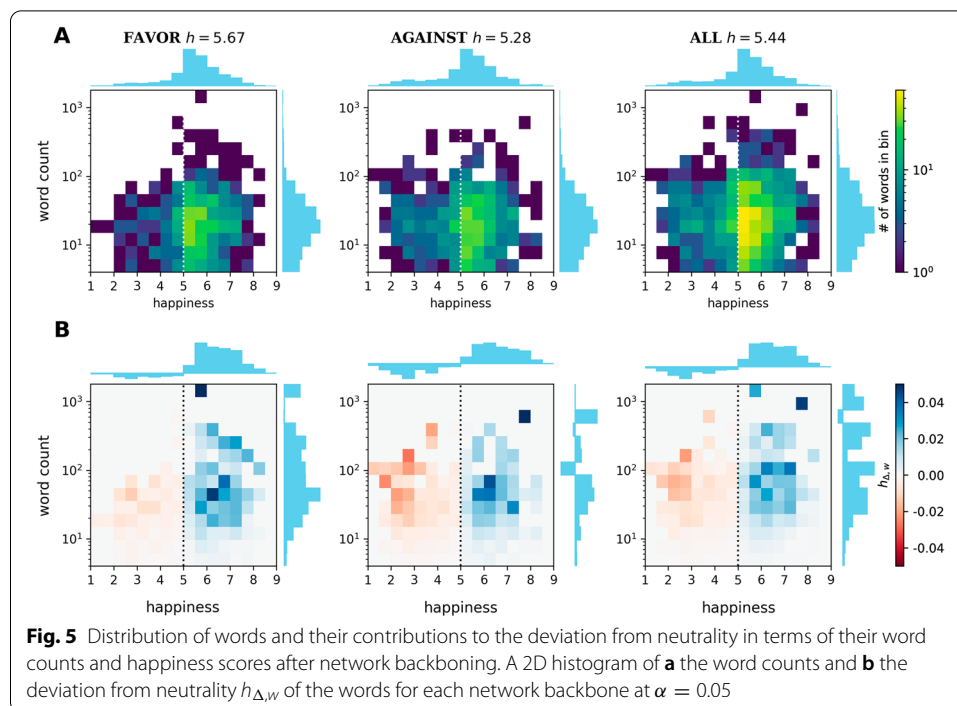 A
FAVOR h = 5.67
AGAINST h = 5.28
ALL h = 5.44
word count
10³
10²
10¹
1 2 3 4 5 6 7 8 9
happiness
1 2 3 4 5 6 7 8 9
happiness
1 2 3 4 5 6 7 8 9
happiness
10¹
10⁰
# of words in bin
B
word count
10³
10²
10¹
1 2 3 4 5 6 7 8 9
happiness
1 2 3 4 5 6 7 8 9
happiness
1 2 3 4 5 6 7 8 9
happiness
0.04
0.02
0.00
−0.02
−0.04
hΔ,w
Fig. 5 Distribution of words and their contributions to the deviation from neutrality in terms of their word
counts and happiness scores after network backboning. A 2D histogram of a the word counts and b the
deviation from neutrality hΔ,w of the words for each network backbone at α = 0.05